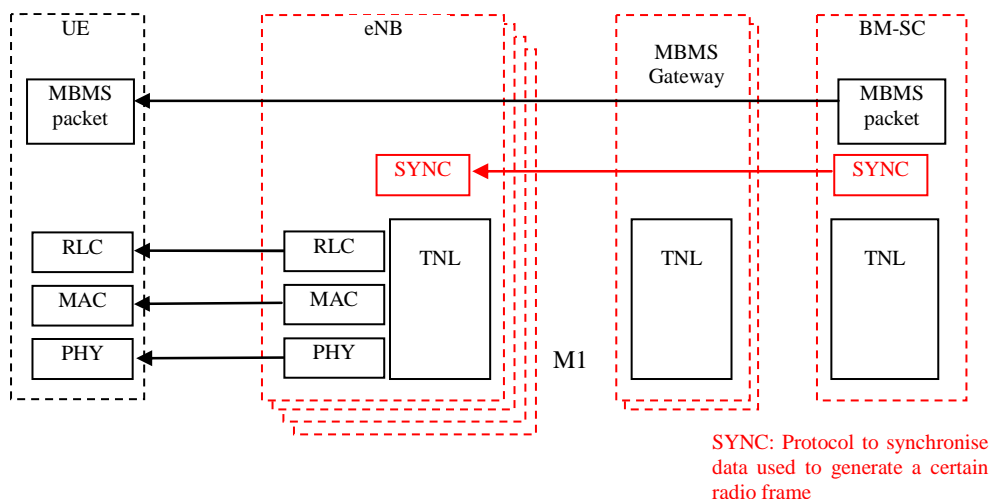 UE
eNB
MBMS
Gateway
BM-SC
MBMS
packet
MBMS
packet
SYNC
SYNC
RLC
RLC
TNL
TNL
TNL
MAC
MAC
PHY
PHY
M1
SYNC: Protocol to synchronise
data used to generate a certain
radio frame